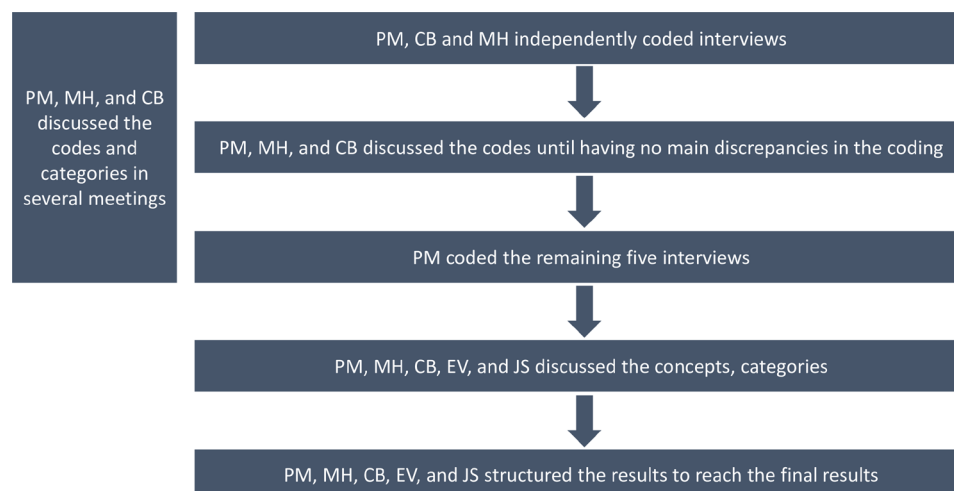 PM, MH, and CB
discussed the
codes and
categories in
several meetings
PM, CB and MH independently coded interviews
PM, MH, and CB discussed the codes until having no main discrepancies in the coding
PM coded the remaining five interviews
PM, MH, CB, EV, and JS discussed the concepts, categories
PM, MH, CB, EV, and JS structured the results to reach the final results